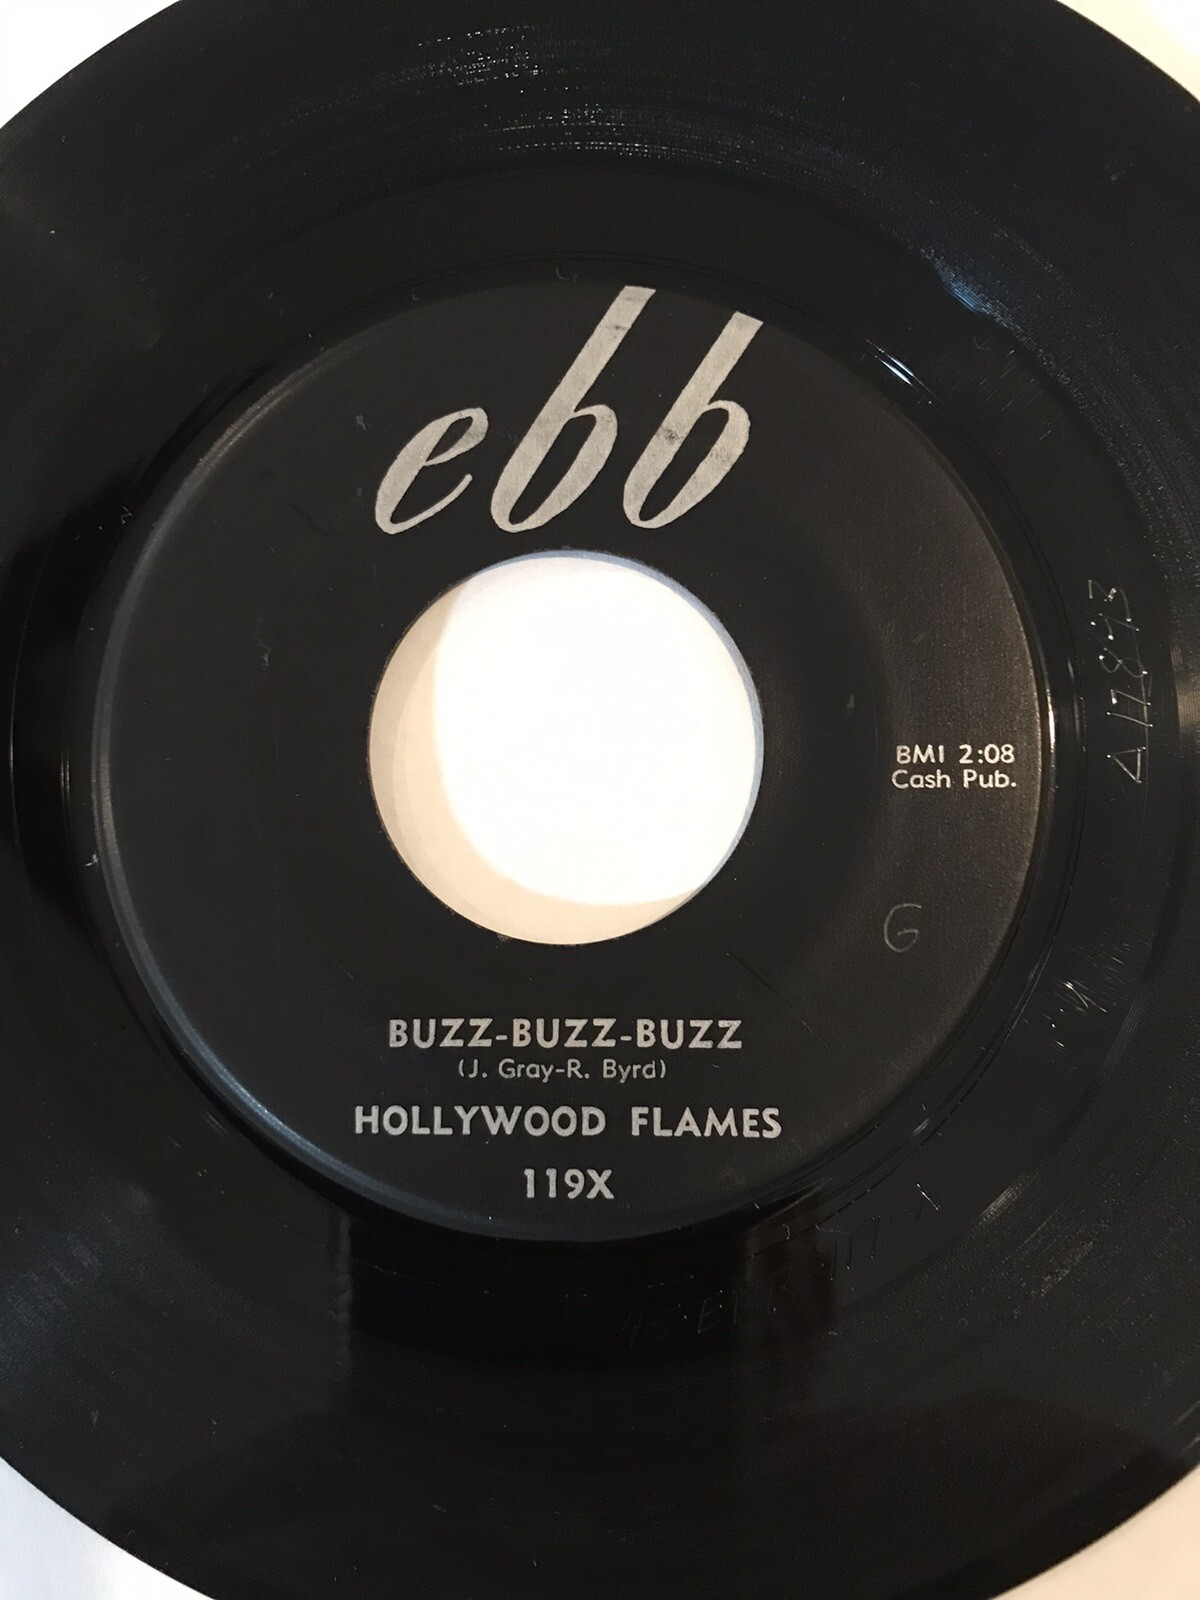 ebb
BMI 2:08
Cash Pub.
G
BUZZ-BUZZ-BUZZ
(J. Gray-R. Byrd)
HOLLYWOOD FLAMES
119X